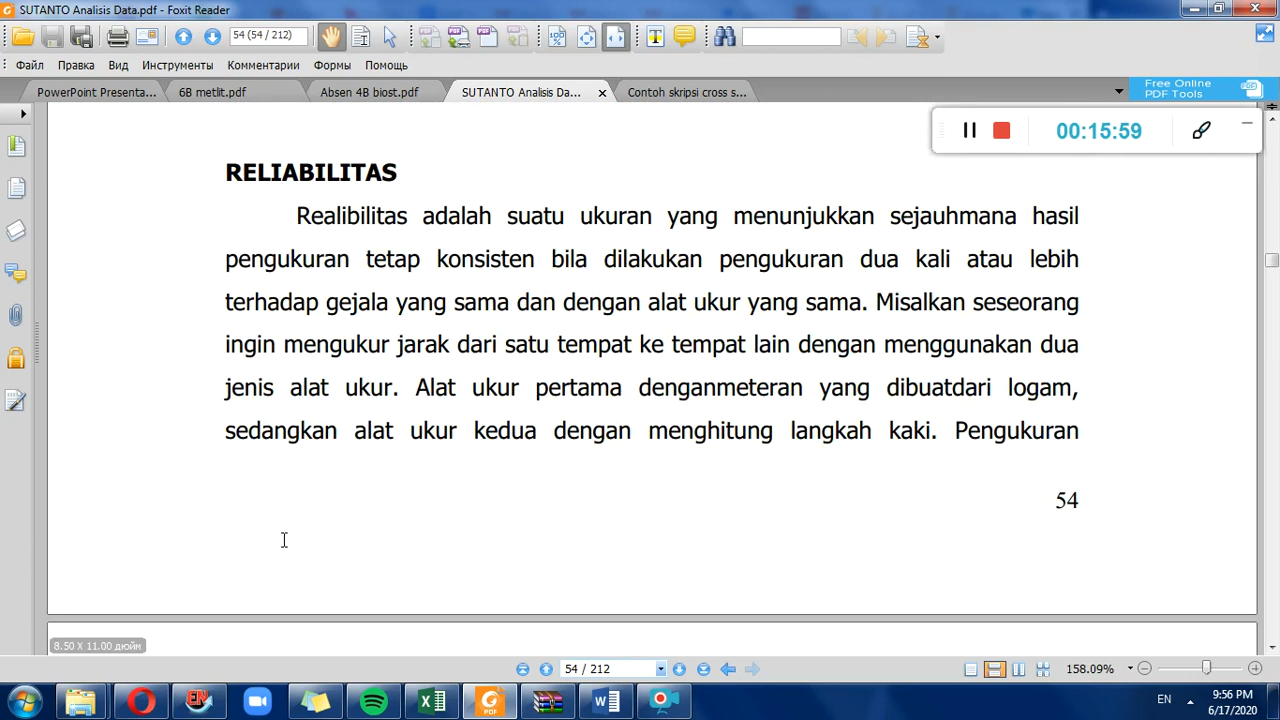 SUTANTO Analisis Data.pdf - Foxit Reader
54 (54 / 212)
Файл Правка Вид Инструменты Комментарии Формы Помощь
PowerPoint Presenta... 6B metlit.pdf Absen 4B biost.pdf SUTANTO Analisis Da... Contoh skripsi cross s...
Free Online
PDF Tools
00:15:59
RELIABILITAS
Realibilitas adalah suatu ukuran yang menunjukkan sejauhmana hasil
pengukuran tetap konsisten bila dilakukan pengukuran dua kali atau lebih
terhadap gejala yang sama dan dengan alat ukur yang sama. Misalkan seseorang
ingin mengukur jarak dari satu tempat ke tempat lain dengan menggunakan dua
jenis alat ukur. Alat ukur pertama denganmeteran yang dibuatdari logam,
sedangkan alat ukur kedua dengan menghitung langkah kaki. Pengukuran
54
8.50 X 11.00 дюйм
54 / 212
158.09%
EN
9:56 PM
6/17/2020